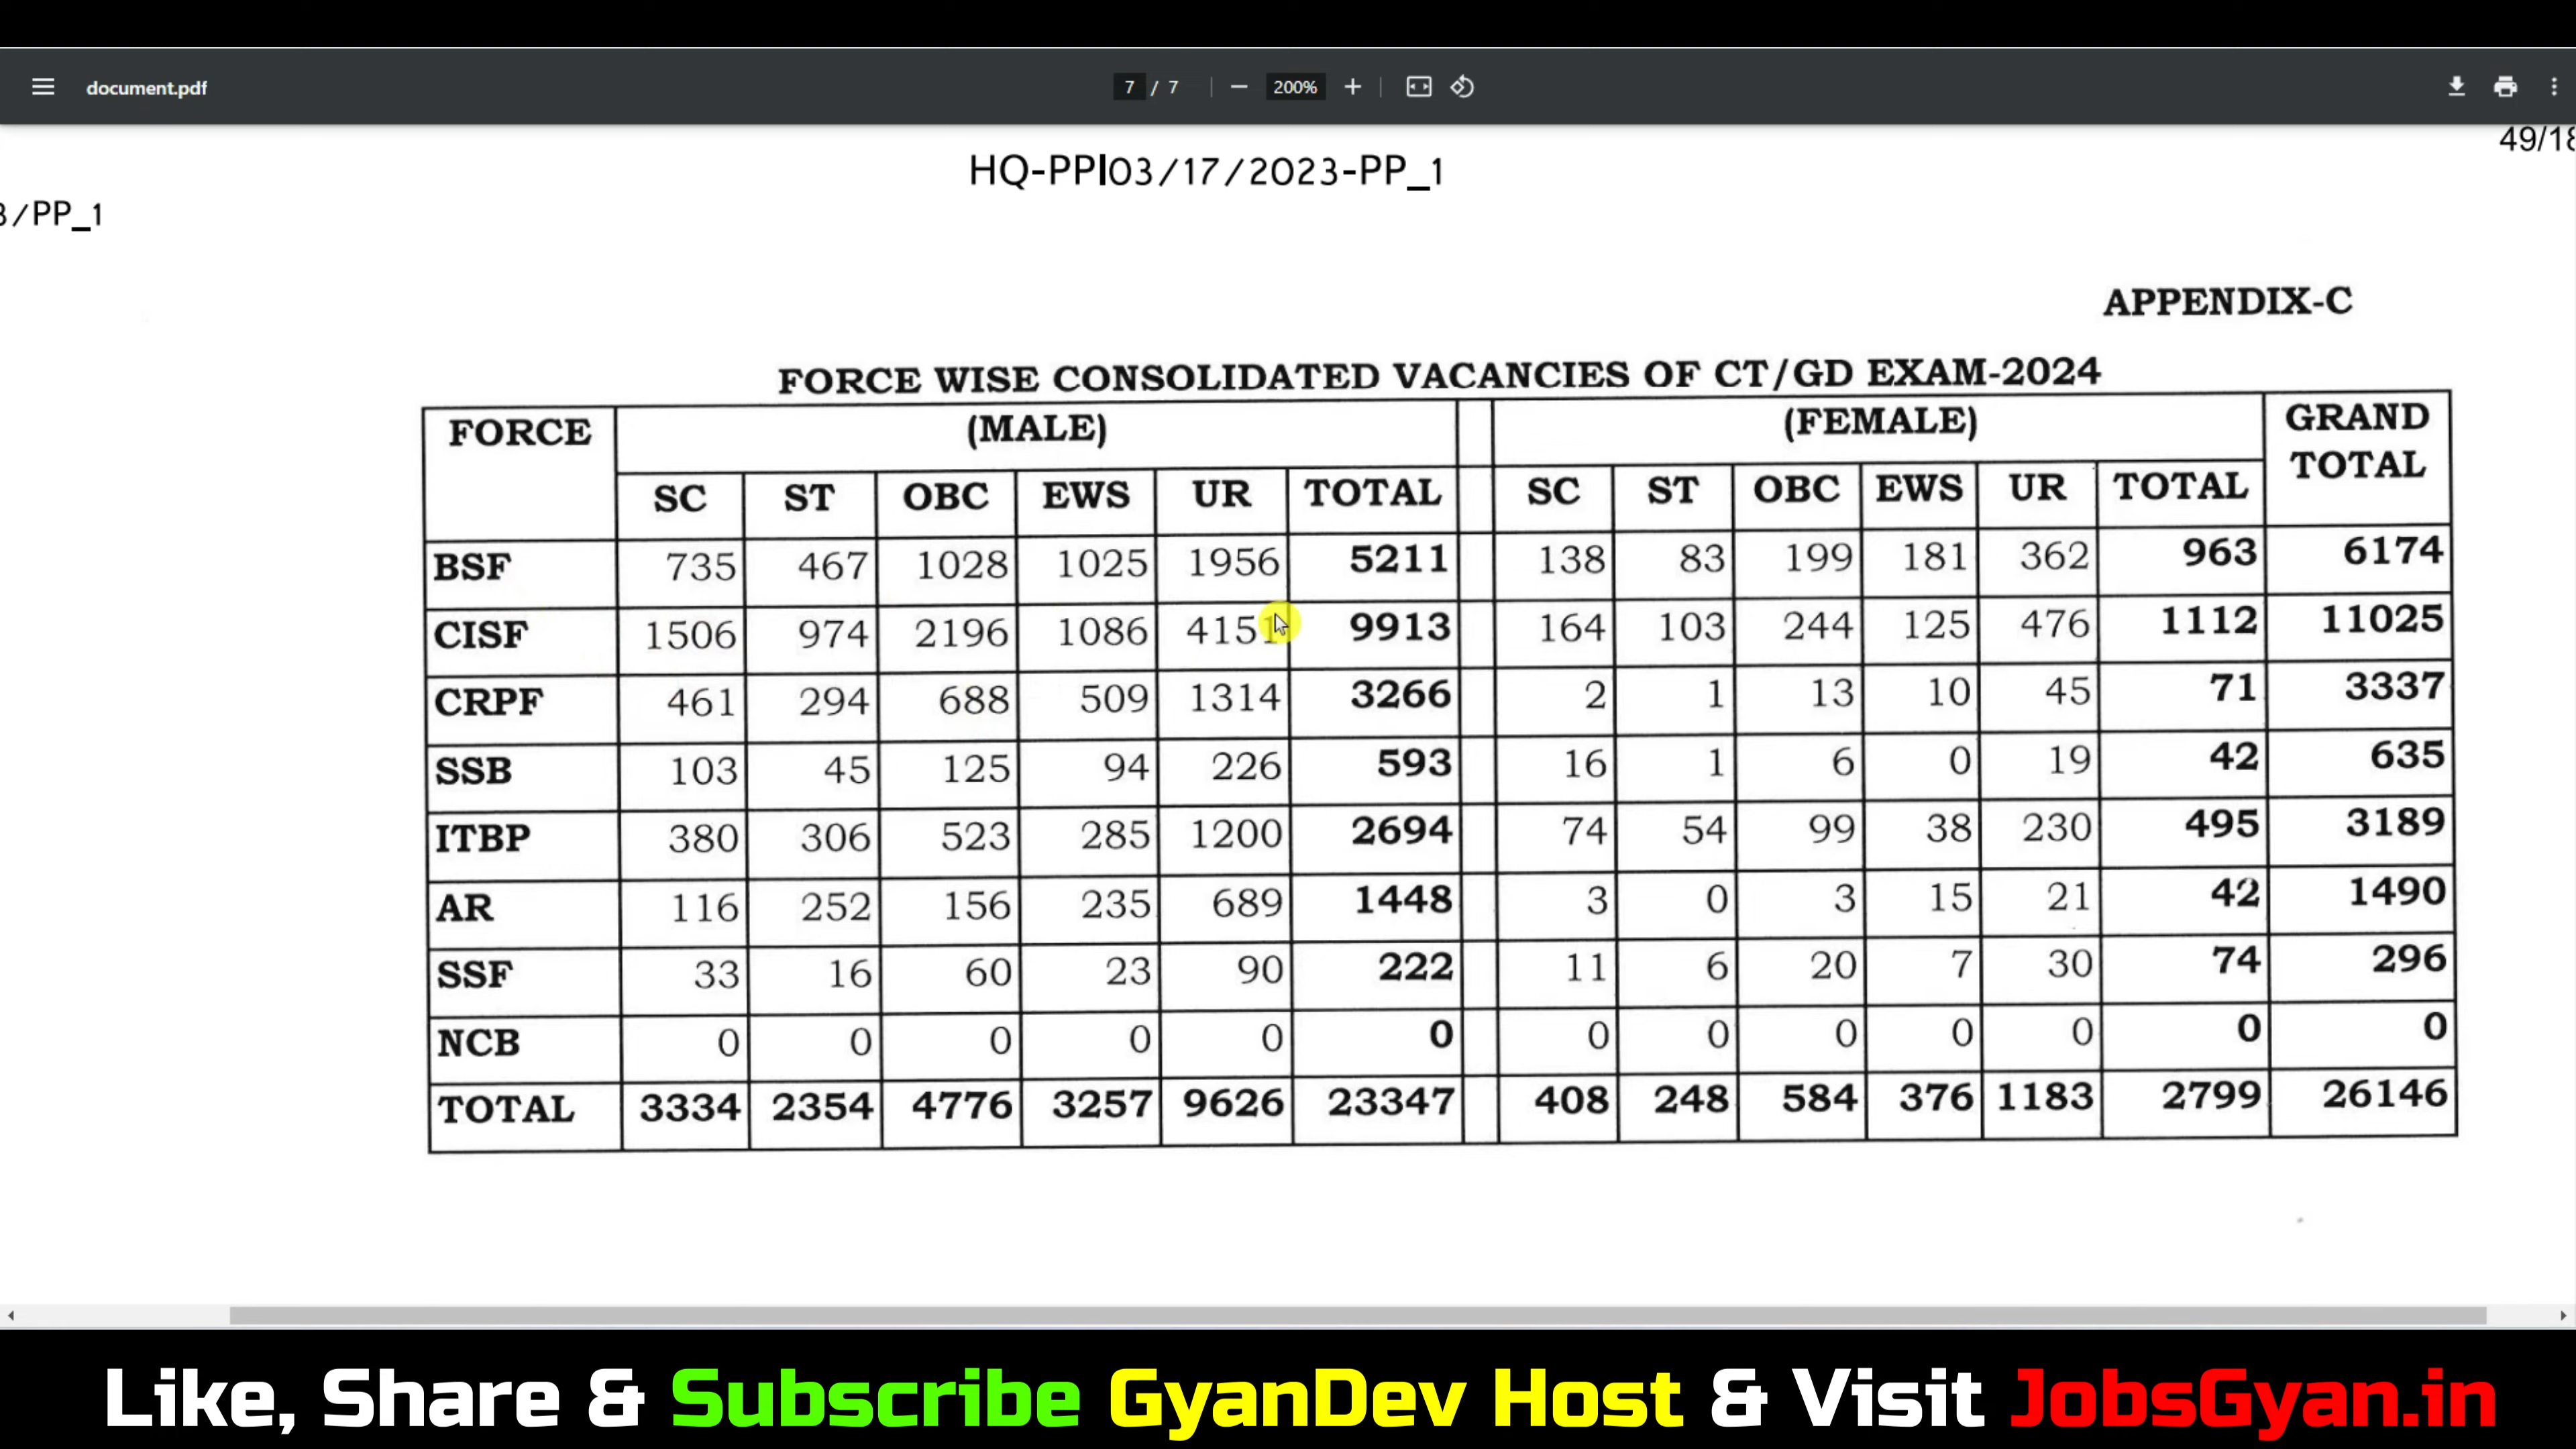 document.pdf 7 / 7 200%
49/18
HQ-PPI03/17/2023-PP_1
3/PP_1
APPENDIX-C
FORCE WISE CONSOLIDATED VACANCIES OF CT/GD EXAM-2024
FORCE (MALE) (FEMALE) GRAND TOTAL
SC ST OBC EWS UR TOTAL SC ST OBC EWS UR TOTAL
BSF 735 467 1028 1025 1956 5211 138 83 199 181 362 963 6174
CISF 1506 974 2196 1086 4151 9913 164 103 244 125 476 1112 11025
CRPF 461 294 688 509 1314 3266 2 1 13 10 45 71 3337
SSB 103 45 125 94 226 593 16 1 6 0 19 42 635
ITBP 380 306 523 285 1200 2694 74 54 99 38 230 495 3189
AR 116 252 156 235 689 1448 3 0 3 15 21 42 1490
SSF 33 16 60 23 90 222 11 6 20 7 30 74 296
NCB 0 0 0 0 0 0 0 0 0 0 0 0 0
TOTAL 3334 2354 4776 3257 9626 23347 408 248 584 376 1183 2799 26146
Like, Share & Subscribe GyanDev Host & Visit JobsGyan.in